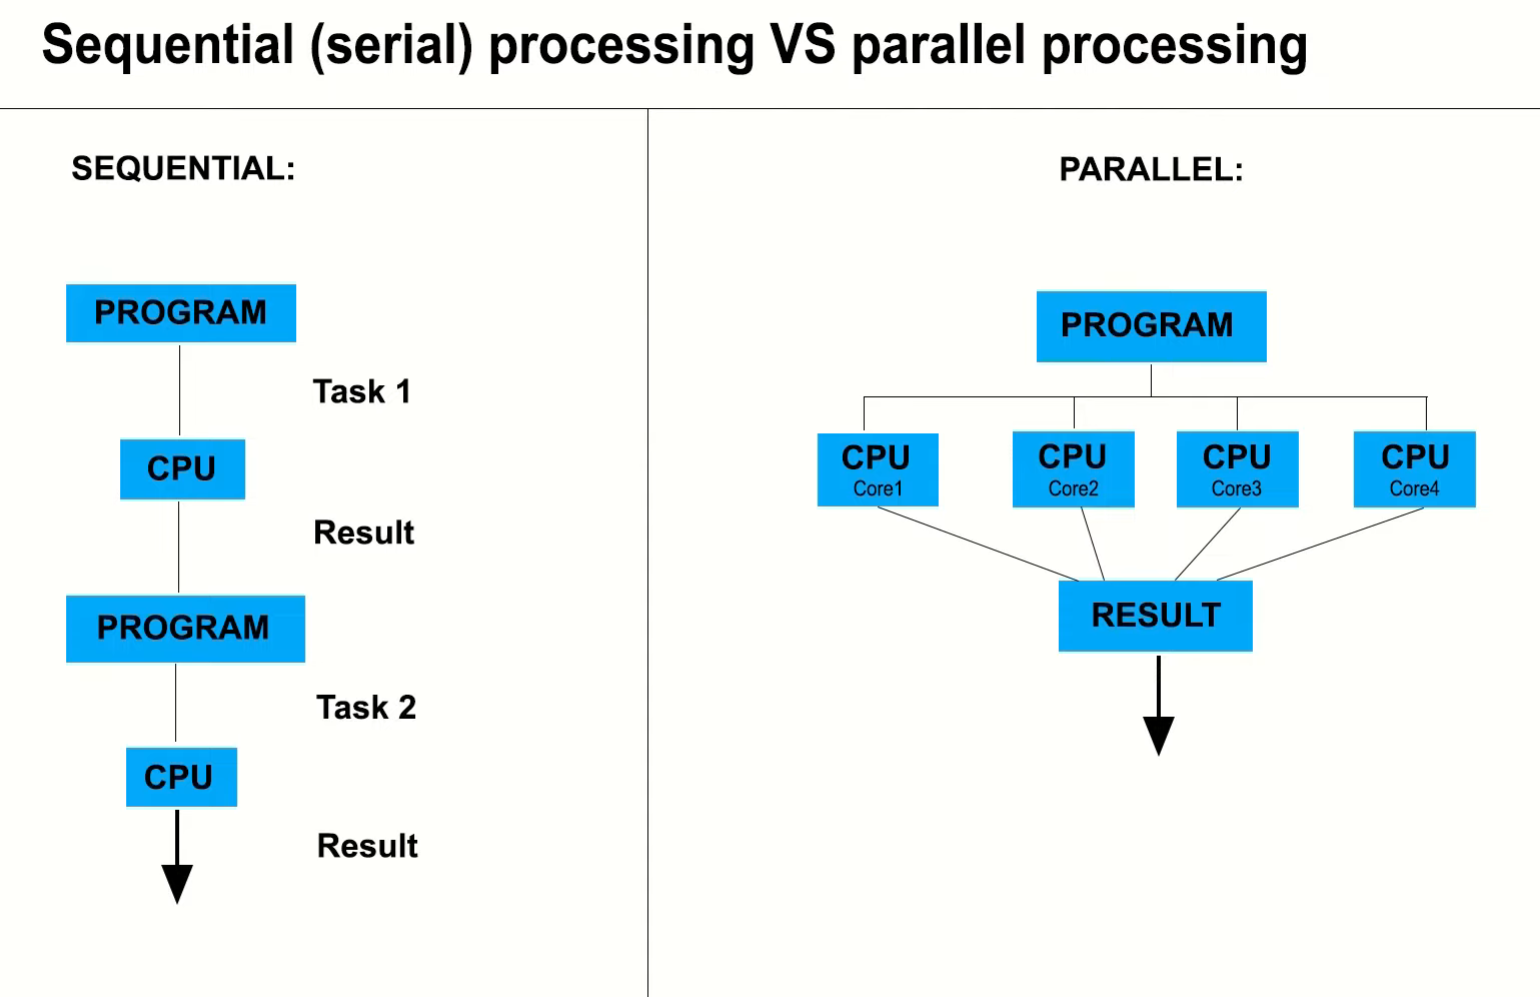 Sequential (serial) processing VS parallel processing
SEQUENTIAL:
PROGRAM
Task 1
CPU
Result
PROGRAM
Task 2
CPU
Result
PARALLEL:
PROGRAM
CPU
Core1
CPU
Core2
CPU
Core3
CPU
Core4
RESULT